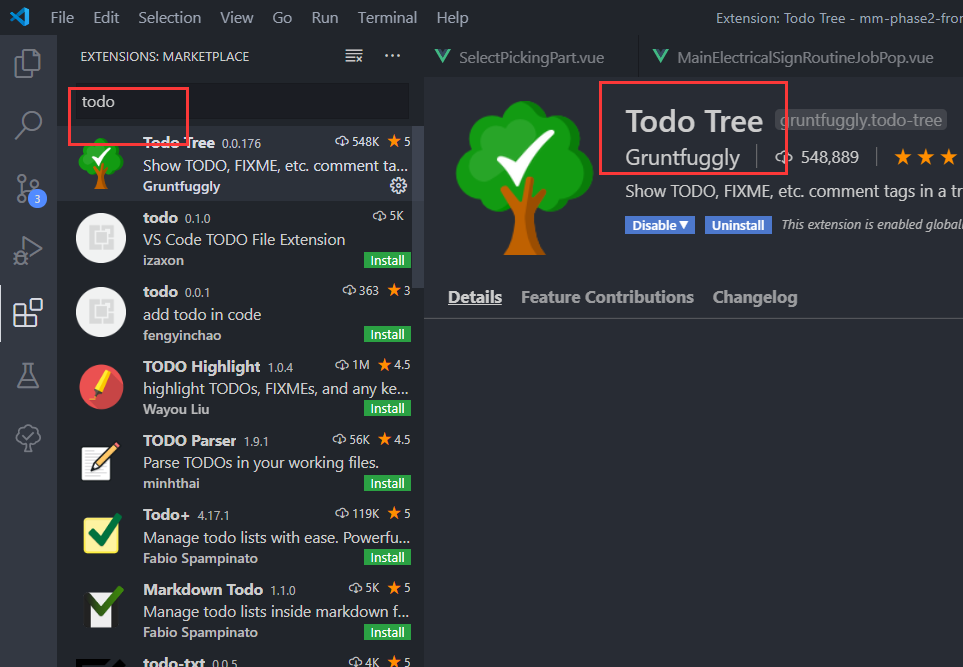 File Edit Selection View Go Run Terminal Help Extension: Todo Tree - mm-phase2-fron
EXTENSIONS: MARKETPLACE
SelectPickingPart.vue MainElectricalSignRoutineJobPop.vue
todo
Todo Tree 0.0.176 548K 5
Show TODO, FIXME, etc. comment ta...
Gruntfuggly
todo 0.1.0 5K
VS Code TODO File Extension
izaxon Install
todo 0.0.1 363 3
add todo in code
fengyinchao Install
TODO Highlight 1.0.4 1M 4.5
highlight TODOs, FIXMEs, and any ke...
Wayou Liu Install
TODO Parser 1.9.1 56K 4.5
Parse TODOs in your working files.
minhthai Install
Todo+ 4.17.1 119K 5
Manage todo lists with ease. Powerfu...
Fabio Spampinato Install
Markdown Todo 1.1.0 5K 5
Manage todo lists inside markdown f...
Fabio Spampinato Install
todo-txt 0.0.5 4K 5
3
Todo Tree gruntfuggly.todo-tree
Gruntfuggly 548,889
Show TODO, FIXME, etc. comment tags in a tr
Disable Uninstall This extension is enabled globall
Details Feature Contributions Changelog